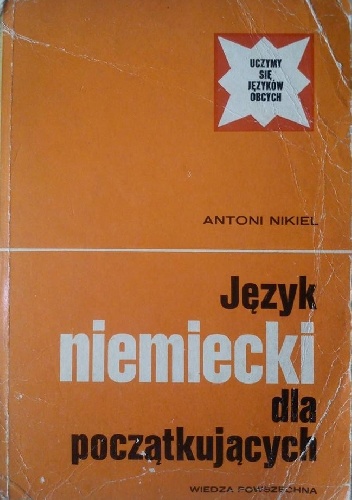 UCZYMY
SIĘ
JĘZYKÓW
OBCYCH
ANTONI NIKIEL
Język
niemiecki
dla
początkujących
WIEDZA POWSZECHNA